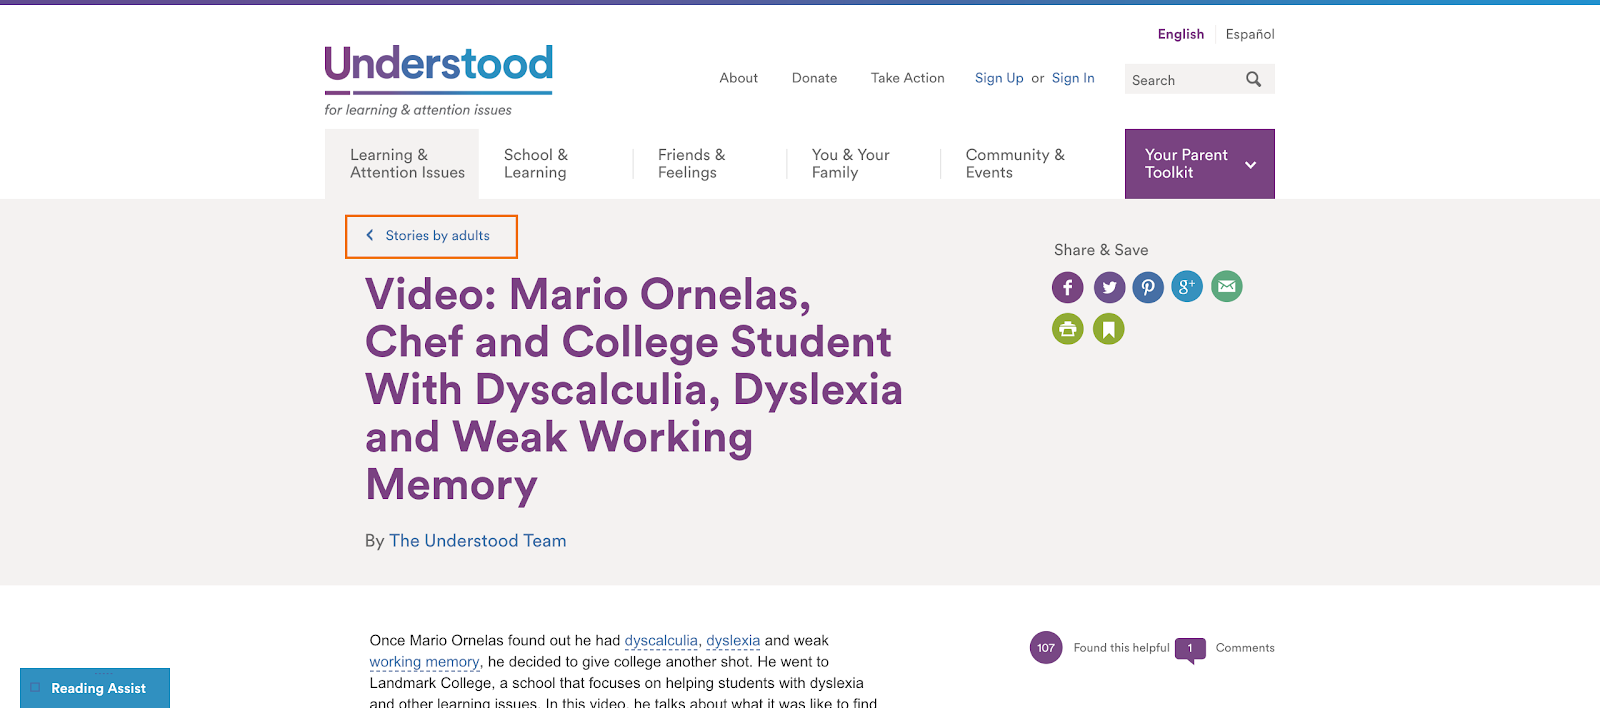 English Español
Understood
for learning & attention issues
About Donate Take Action Sign Up or Sign In Search
Learning &
Attention Issues
School &
Learning
Friends &
Feelings
You & Your
Family
Community &
Events
Your Parent
Toolkit
Stories by adults
Video: Mario Ornelas,
Chef and College Student
With Dyscalculia, Dyslexia
and Weak Working
Memory
By The Understood Team
Share & Save
f
g+
Once Mario Ornelas found out he had dyscalculia, dyslexia and weak
working memory, he decided to give college another shot. He went to
Landmark College, a school that focuses on helping students with dyslexia
and other learning issues. In this video, he talks about what it was like to find
107 Found this helpful 1 Comments
Reading Assist